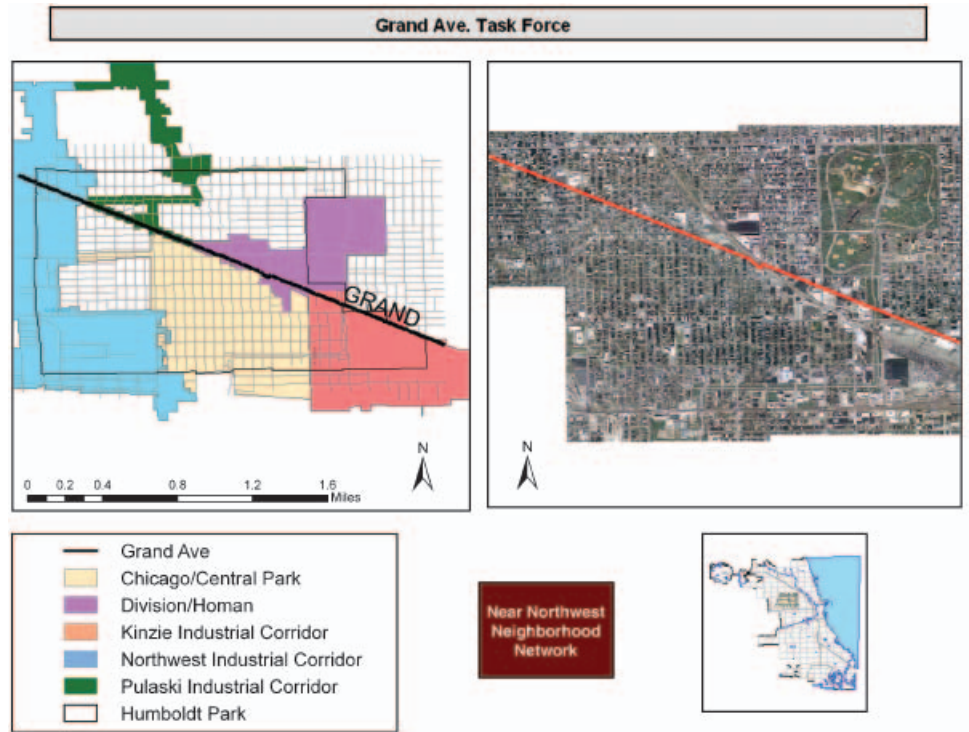 Grand Ave. Task Force
GRAND
N
0 0.2 0.4 0.8 1.2 1.6
Miles
N
Grand Ave
Chicago/Central Park
Division/Homan
Kinzie Industrial Corridor
Northwest Industrial Corridor
Pulaski Industrial Corridor
Humboldt Park
Near Northwest
Neighborhood
Network